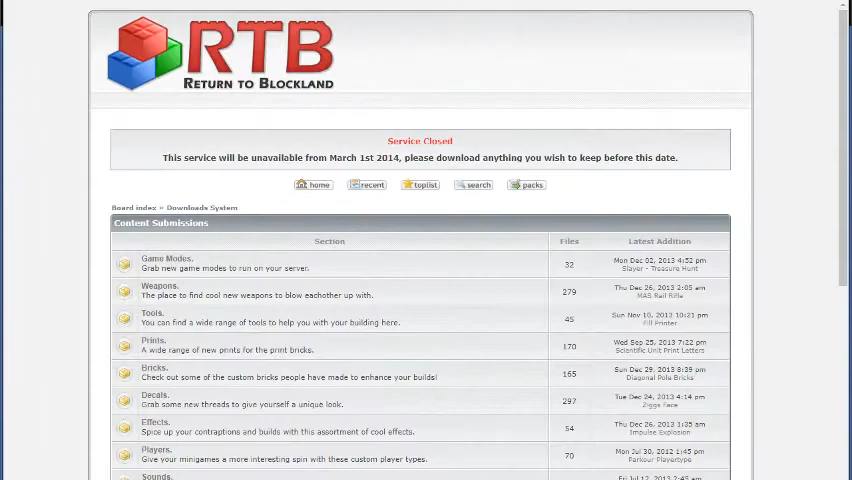 RTB
RETURN TO BLOCKLAND
Service Closed
This service will be unavailable from March 1st 2014, please download anything you wish to keep before this date.
home recent toplist search packs
Board index » Downloads System
Content Submissions
Section Files Latest Addition
Game Modes.
Grab new game modes to run on your server.
32
Mon Dec 02, 2013 4:52 pm
Slayer - Treasure Hunt
Weapons.
The place to find cool new weapons to blow eachother up with.
279
Thu Dec 26, 2013 2:05 am
MAS Rail Rifle
Tools.
You can find a wide range of tools to help you with your building here.
45
Sun Nov 10, 2012 10:21 pm
Fill Printer
Prints.
A wide range of new prints for the print bricks.
170
Wed Sep 25, 2013 7:22 pm
Scientific Unit Print Letters
Bricks.
Check out some of the custom bricks people have made to enhance your builds!
165
Sun Dec 29, 2013 8:39 pm
Diagonal Pole Bricks
Decals.
Grab some new threads to give yourself a unique look.
297
Tue Dec 24, 2013 4:14 pm
Ziggs Face
Effects.
Spice up your contraptions and builds with this assortment of cool effects.
54
Thu Dec 26, 2013 1:35 am
Impulse Explosion
Players.
Give your minigames a more interesting spin with these custom player types.
70
Mon Jul 30, 2012 1:45 pm
Parkour Playertype
Sounds.
Fri Jul 12, 2013 2:45 am